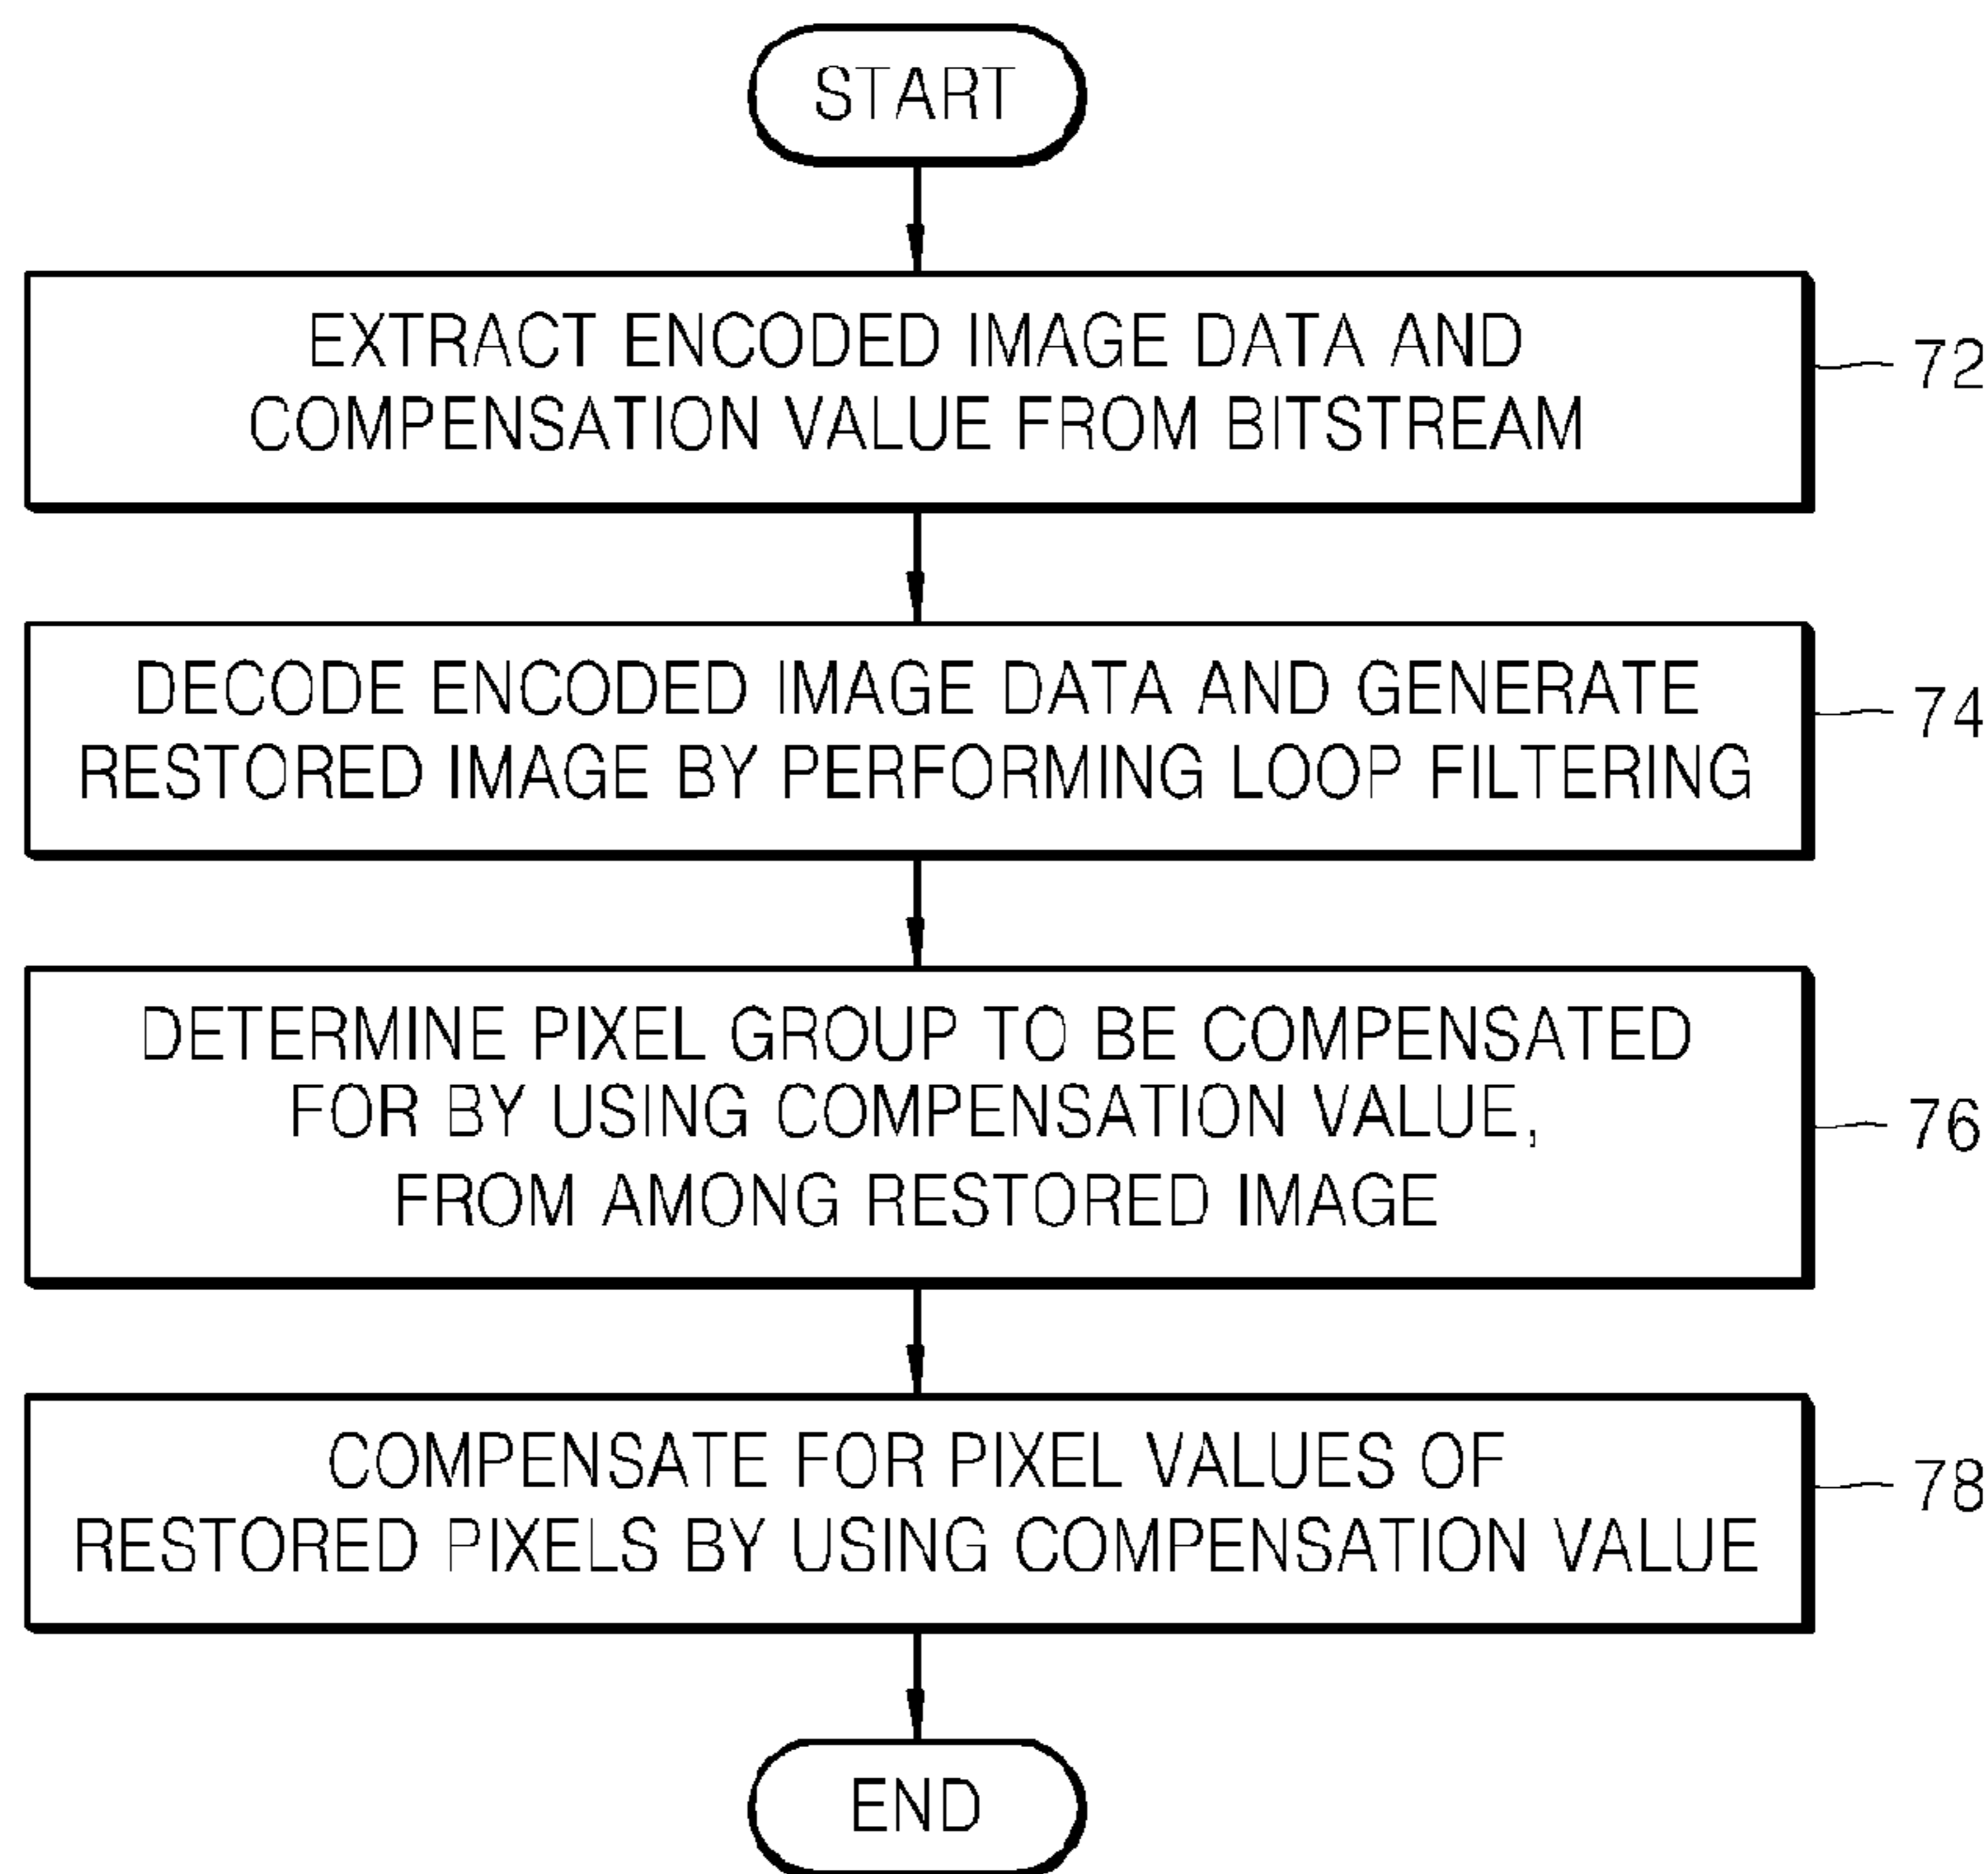 START
EXTRACT ENCODED IMAGE DATA AND
COMPENSATION VALUE FROM BITSTREAM
72
DECODE ENCODED IMAGE DATA AND GENERATE
RESTORED IMAGE BY PERFORMING LOOP FILTERING
74
DETERMINE PIXEL GROUP TO BE COMPENSATED
FOR BY USING COMPENSATION VALUE,
FROM AMONG RESTORED IMAGE
76
COMPENSATE FOR PIXEL VALUES OF
RESTORED PIXELS BY USING COMPENSATION VALUE
78
END